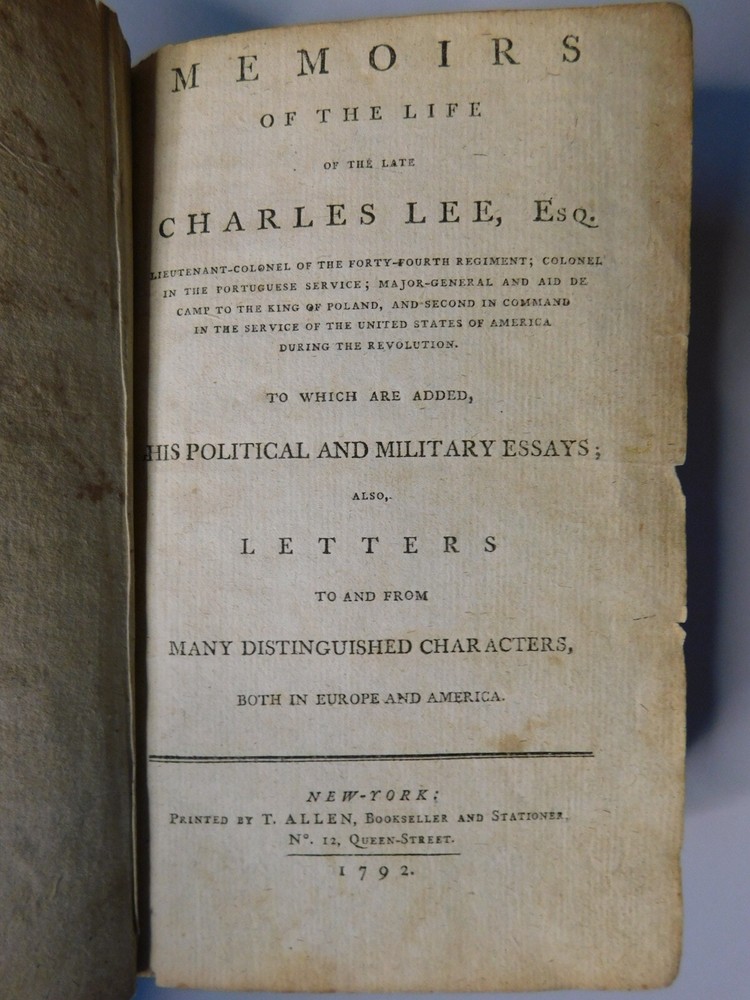 MEMOIRS
OF THE LIFE
OF THE LATE
CHARLES LEE, ESQ.
LIEUTENANT-COLONEL OF THE FORTY-FOURTH REGIMENT; COLONEL
IN THE PORTUGUESE SERVICE; MAJOR-GENERAL AND AID DE
CAMP TO THE KING OF POLAND, AND SECOND IN COMMAND
IN THE SERVICE OF THE UNITED STATES OF AMERICA
DURING THE REVOLUTION.
TO WHICH ARE ADDED,
HIS POLITICAL AND MILITARY ESSAYS;
ALSO,
LETTERS
TO AND FROM
MANY DISTINGUISHED CHARACTERS,
BOTH IN EUROPE AND AMERICA.
NEW-YORK:
PRINTED BY T. ALLEN, BOOKSELLER AND STATIONER,
No. 12, QUEEN-STREET.
1792.